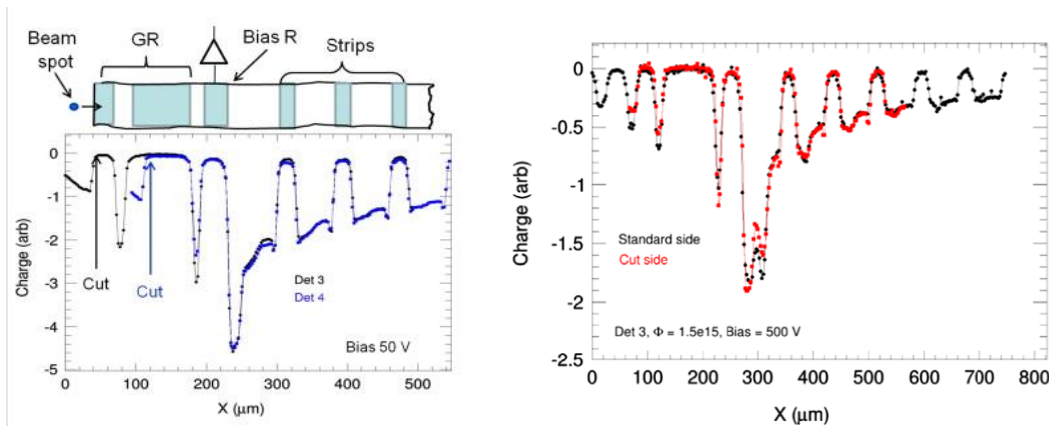 Beam
spot
GR
Bias R
Strips
0
-1
-2
-3
-4
-5
Charge (arb)
Cut
Cut
Det 3
Det 4
Bias 50 V
0 100 200 300 400 500
X (μm)
0
-0.5
-1
-1.5
-2
-2.5
Charge (arb)
Standard side
Cut side
Det 3, Φ = 1.5e15, Bias = 500 V
0 100 200 300 400 500 600 700 800
X (μm)